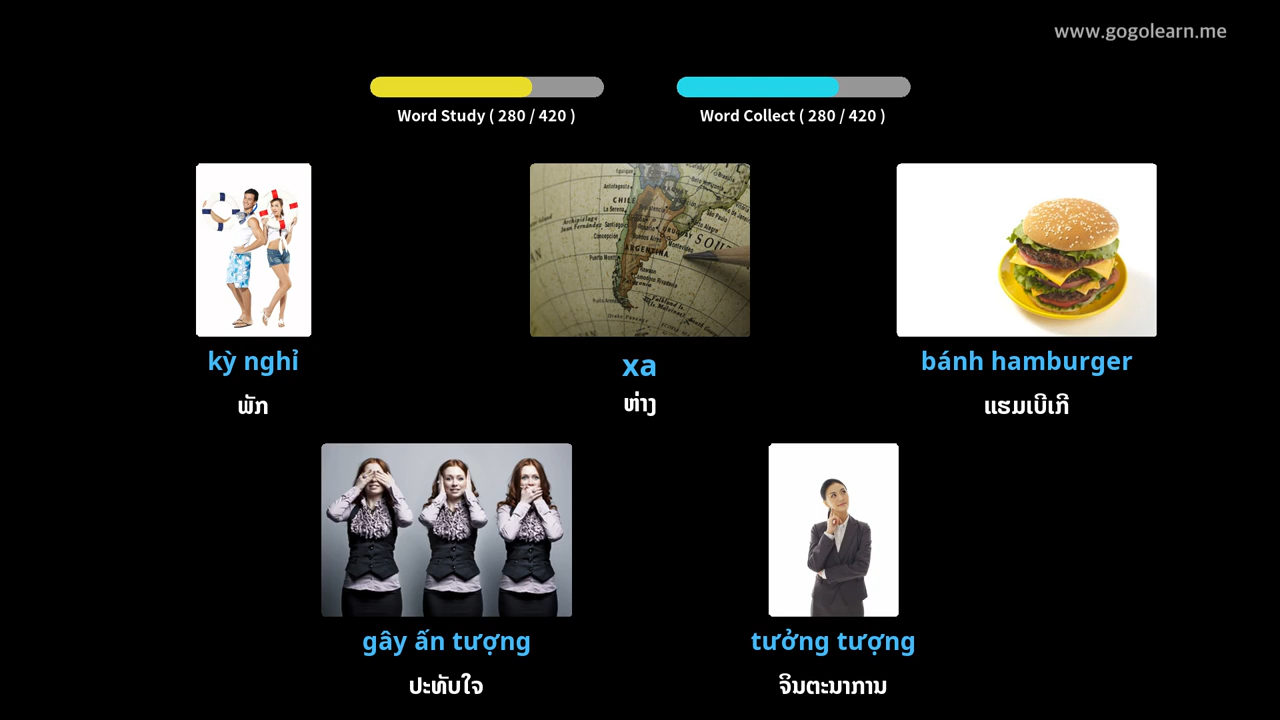 www.gogolearn.me
Word Study ( 280 / 420 )
Word Collect ( 280 / 420 )
CHILE
ARGENTINA
kỳ nghỉ
xa
bánh hamburger
ພັກ
ຫ່າງ
ແຮມເບີເກີ
gây ấn tượng
tưởng tượng
ປະທັບໃຈ
ຈິນຕະນາການ